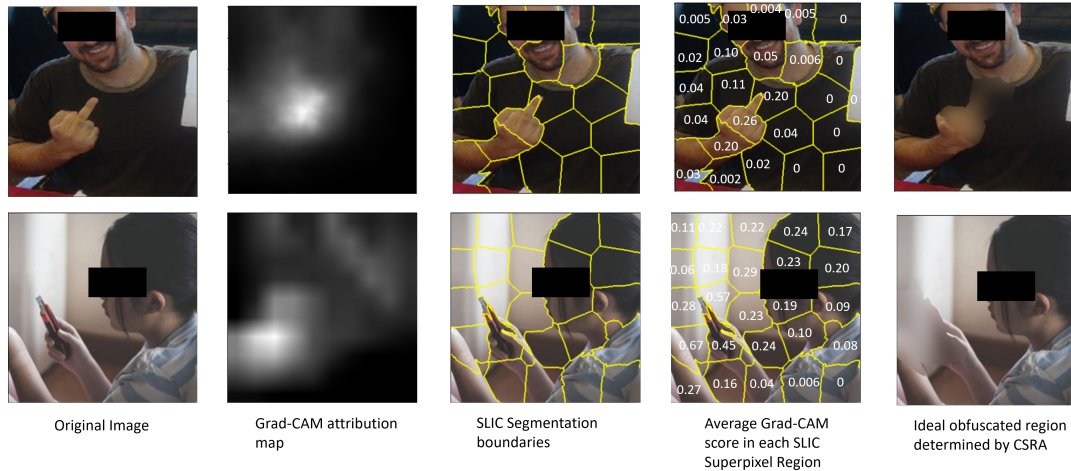 0.005 0.03 0.004 0.005 0
0.02 0.10 0.05 0.006 0
0.04 0.11 0.20 0 0
0.04 0.26 0.04 0 0
0.20 0.02 0 0
0.03 0.002
0.11 0.22 0.22 0.24 0.17
0.06 0.18 0.29 0.23 0.20
0.28 0.57 0.23 0.19 0.09
0.67 0.45 0.24 0.10 0.08
0.27 0.16 0.04 0.006 0
Original Image
Grad-CAM attribution
map
SLIC Segmentation
boundaries
Average Grad-CAM
score in each SLIC
Superpixel Region
Ideal obfuscated region
determined by CSRA